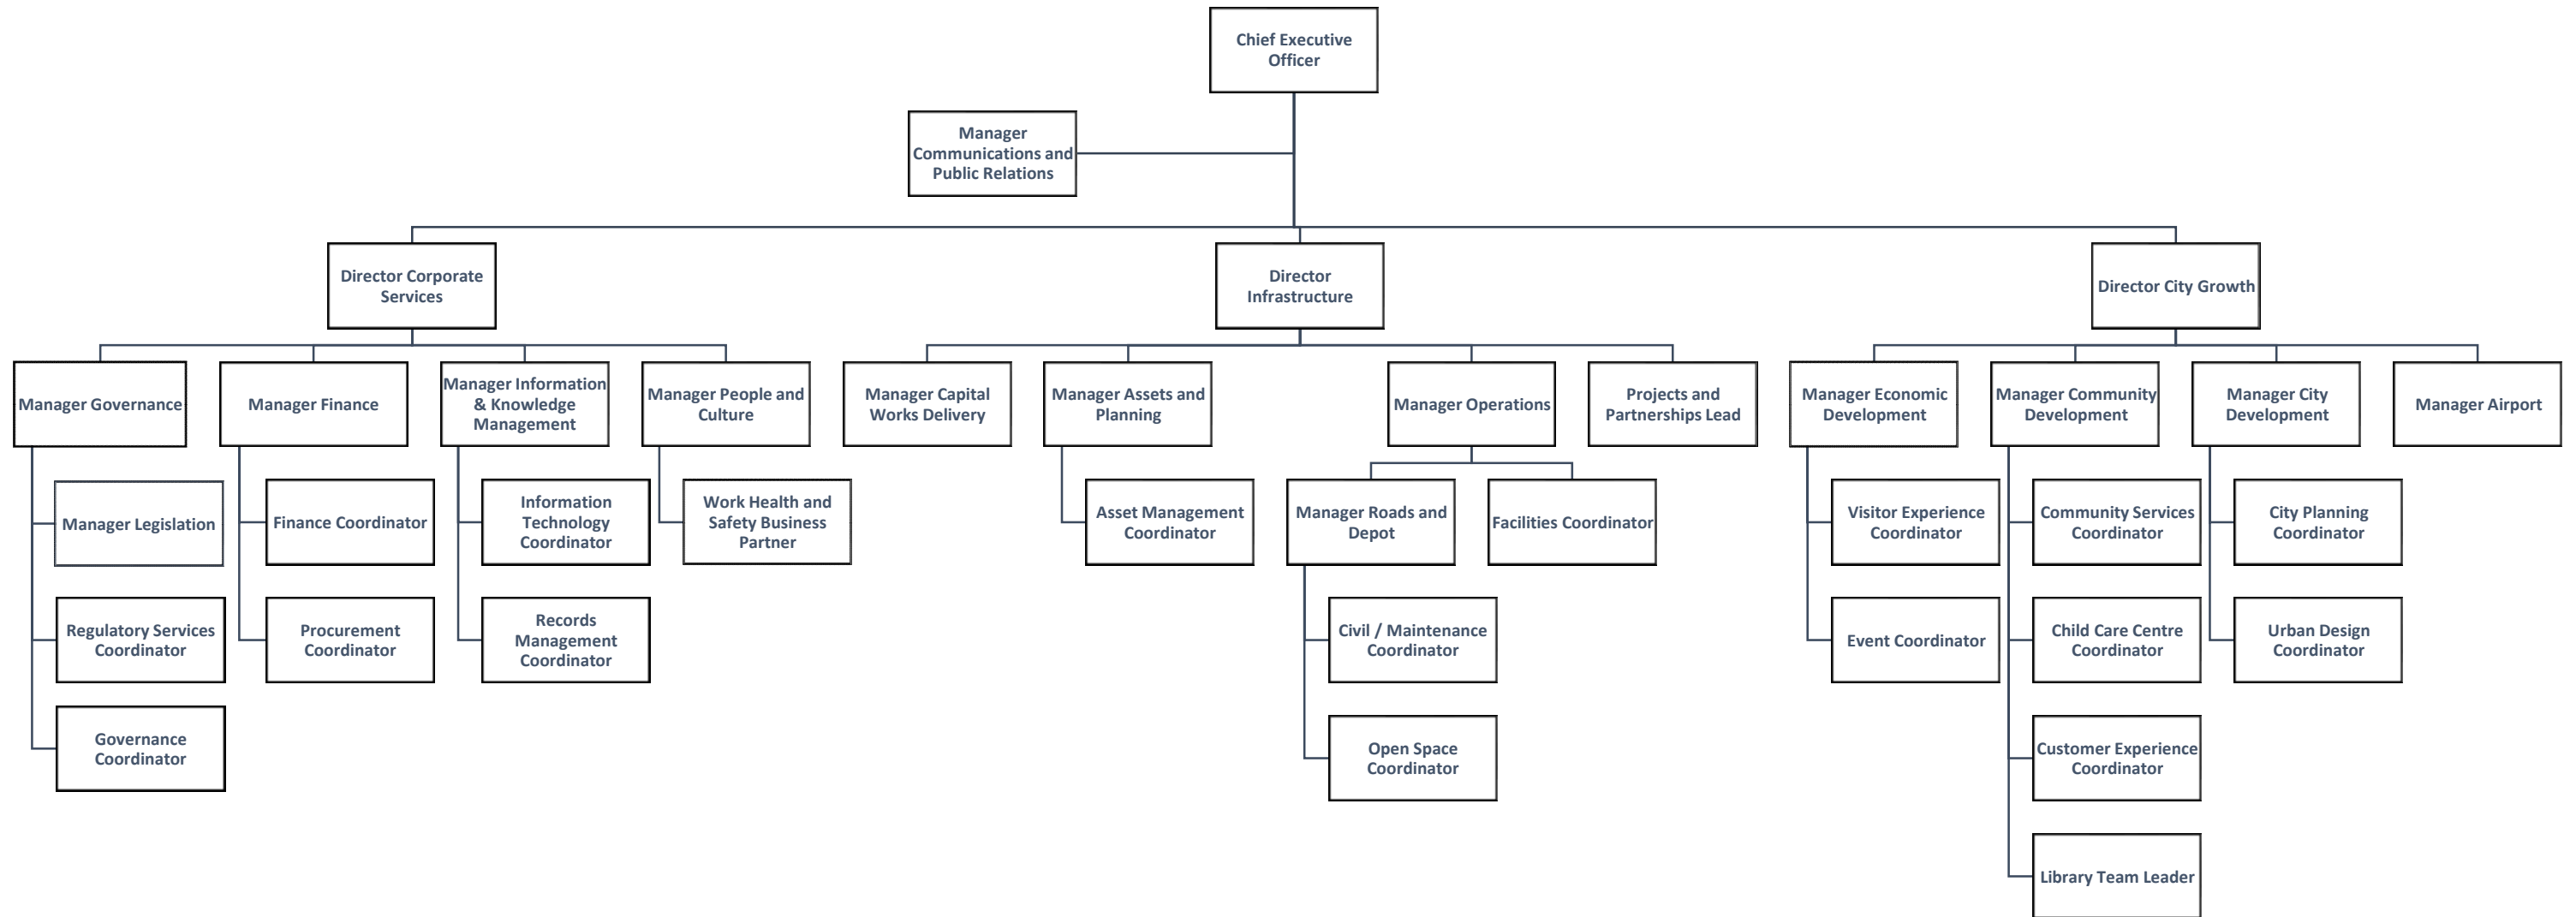 Chief Executive
Officer
Manager
Communications and
Public Relations
Director Corporate
Services
Director
Infrastructure
Director City Growth
Manager Governance
Manager Finance
Manager Information
& Knowledge
Management
Manager People and
Culture
Manager Capital
Works Delivery
Manager Assets and
Planning
Manager Operations
Projects and
Partnerships Lead
Manager Economic
Development
Manager Community
Development
Manager City
Development
Manager Airport
Manager Legislation
Finance Coordinator
Information
Technology
Coordinator
Work Health and
Safety Business
Partner
Asset Management
Coordinator
Manager Roads and
Depot
Facilities Coordinator
Visitor Experience
Coordinator
Community Services
Coordinator
City Planning
Coordinator
Regulatory Services
Coordinator
Procurement
Coordinator
Records
Management
Coordinator
Civil / Maintenance
Coordinator
Event Coordinator
Child Care Centre
Coordinator
Urban Design
Coordinator
Governance
Coordinator
Open Space
Coordinator
Customer Experience
Coordinator
Library Team Leader